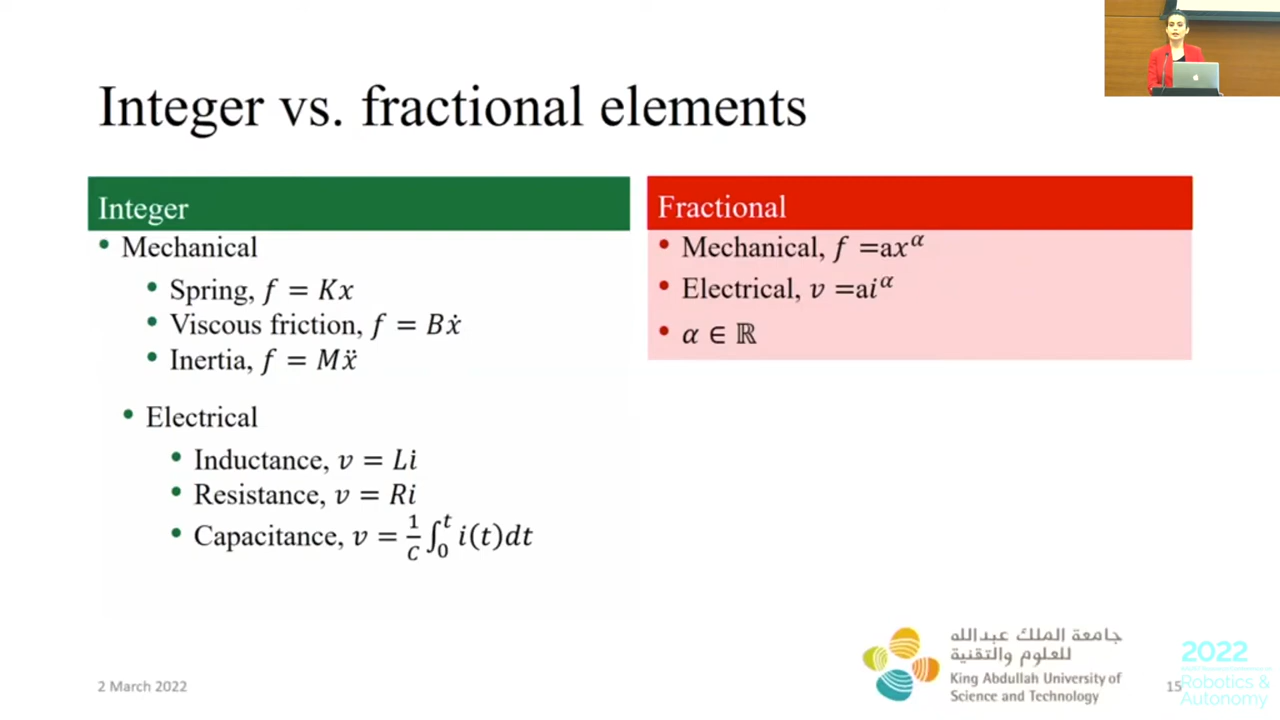 Integer vs. fractional elements
Integer
• Mechanical
• Spring, f = Kx
• Viscous friction, f = Bẋ
• Inertia, f = Mẍ
• Electrical
• Inductance, v = Li
• Resistance, v = Ri
• Capacitance, v = 1/C ∫₀ᵗ i(t)dt
Fractional
• Mechanical, f =ax^α
• Electrical, v =ai^α
• α ∈ ℝ
2 March 2022
جامعة الملك عبدالله
للعلوم والتقنية
King Abdullah University of
Science and Technology
15
2022
Robotics &
Autonomy